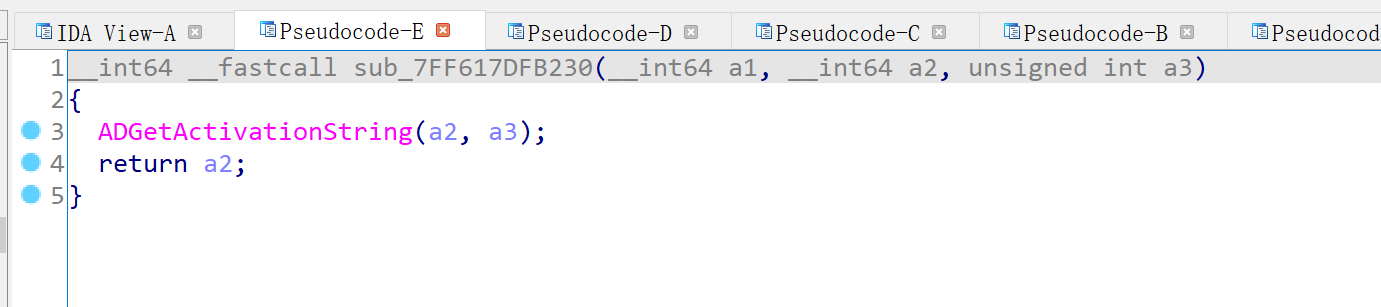 IDA View-A Pseudocode-E Pseudocode-D Pseudocode-C Pseudocode-B Pseudocod
1 __int64 __fastcall sub_7FF617DFB230(__int64 a1, __int64 a2, unsigned int a3)
2 {
3 ADGetActivationString(a2, a3);
4 return a2;
5 }